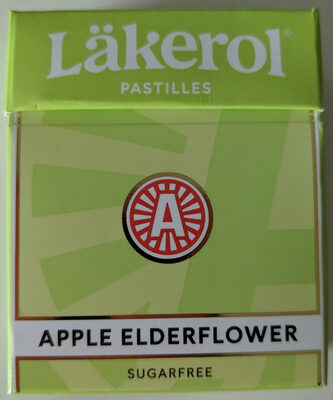 Läkerol®
PASTILLES
A
APPLE ELDERFLOWER
SUGARFREE